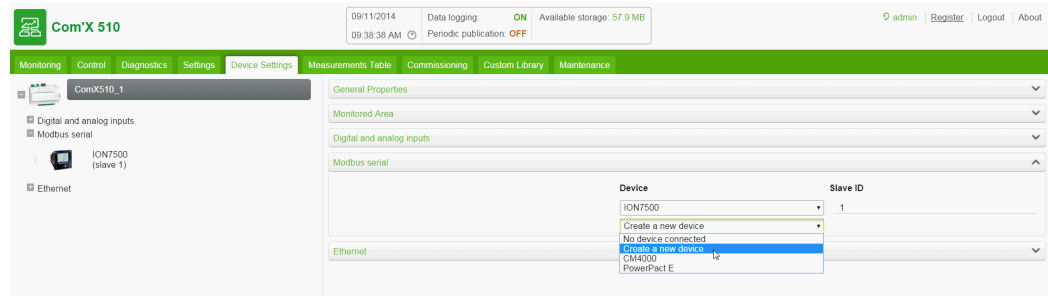 Com'X 510
09/11/2014
09:38:38 AM
Data logging: ON
Periodic publication: OFF
Available storage: 57.9 MB
admin Register Logout About
Monitoring Control Diagnostics Settings Device Settings Measurements Table Commissioning Custom Library Maintenance
ComX510_1
Digital and analog inputs
Modbus serial
ION7500
(slave 1)
Ethernet
General Properties
Monitored Area
Digital and analog inputs
Modbus serial
Device Slave ID
ION7500 1
Create a new device
No device connected
Create a new device
CM4000
PowerPact E
Ethernet